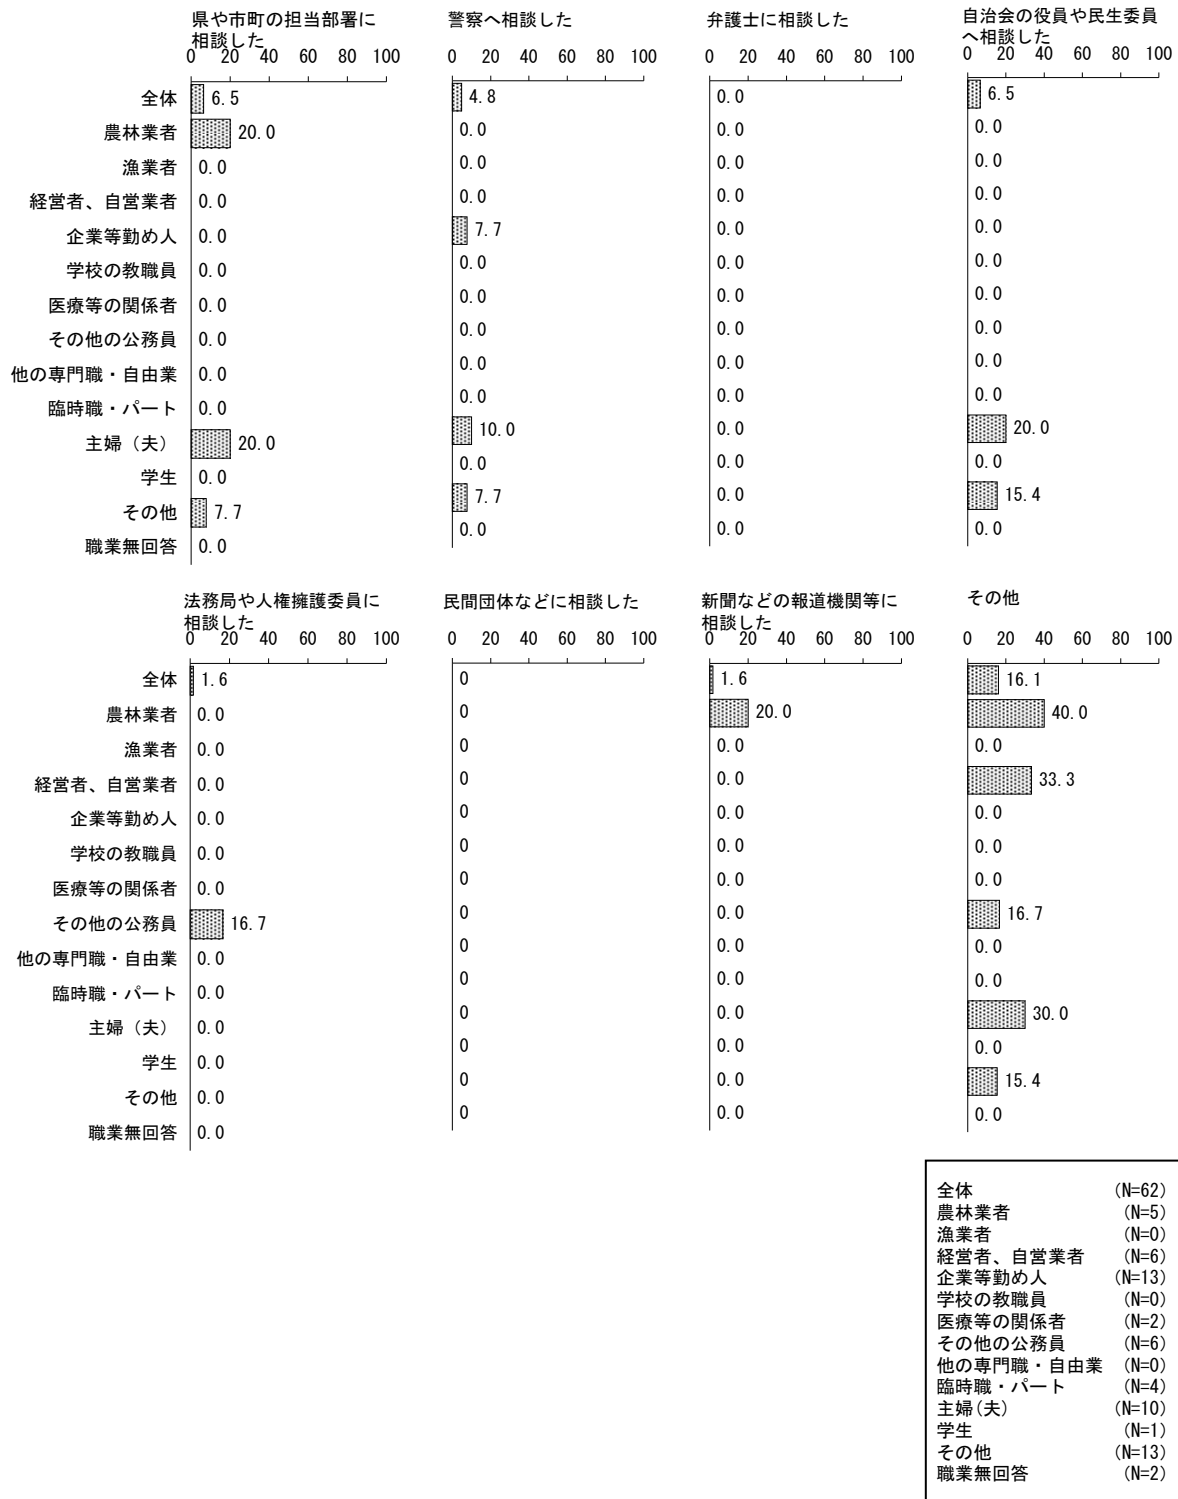 県や市町の担当部署に
相談した
0 20 40 60 80 100
警察へ相談した
0 20 40 60 80 100
弁護士に相談した
0 20 40 60 80 100
自治会の役員や民生委員
へ相談した
0 20 40 60 80 100
全体 6.5 4.8 0.0 6.5
農林業者 20.0 0.0 0.0 0.0
漁業者 0.0 0.0 0.0 0.0
経営者、自営業者 0.0 0.0 0.0 0.0
企業等勤め人 0.0 7.7 0.0 0.0
学校の教職員 0.0 0.0 0.0 0.0
医療等の関係者 0.0 0.0 0.0 0.0
その他の公務員 0.0 0.0 0.0 0.0
他の専門職・自由業 0.0 0.0 0.0 0.0
臨時職・パート 0.0 0.0 0.0 0.0
主婦（夫） 20.0 10.0 0.0 20.0
学生 0.0 0.0 0.0 0.0
その他 7.7 7.7 0.0 15.4
職業無回答 0.0 0.0 0.0 0.0
法務局や人権擁護委員に
相談した
0 20 40 60 80 100
民間団体などに相談した
0 20 40 60 80 100
新聞などの報道機関等に
相談した
0 20 40 60 80 100
その他
0 20 40 60 80 100
全体 1.6 0 1.6 16.1
農林業者 0.0 0 20.0 40.0
漁業者 0.0 0 0.0 0.0
経営者、自営業者 0.0 0 0.0 33.3
企業等勤め人 0.0 0 0.0 0.0
学校の教職員 0.0 0 0.0 0.0
医療等の関係者 0.0 0 0.0 0.0
その他の公務員 16.7 0 0.0 16.7
他の専門職・自由業 0.0 0 0.0 0.0
臨時職・パート 0.0 0 0.0 0.0
主婦（夫） 0.0 0 0.0 30.0
学生 0.0 0 0.0 0.0
その他 0.0 0 0.0 15.4
職業無回答 0.0 0 0.0 0.0
全体 (N=62)
農林業者 (N=5)
漁業者 (N=0)
経営者、自営業者 (N=6)
企業等勤め人 (N=13)
学校の教職員 (N=0)
医療等の関係者 (N=2)
その他の公務員 (N=6)
他の専門職・自由業 (N=0)
臨時職・パート (N=4)
主婦(夫) (N=10)
学生 (N=1)
その他 (N=13)
職業無回答 (N=2)